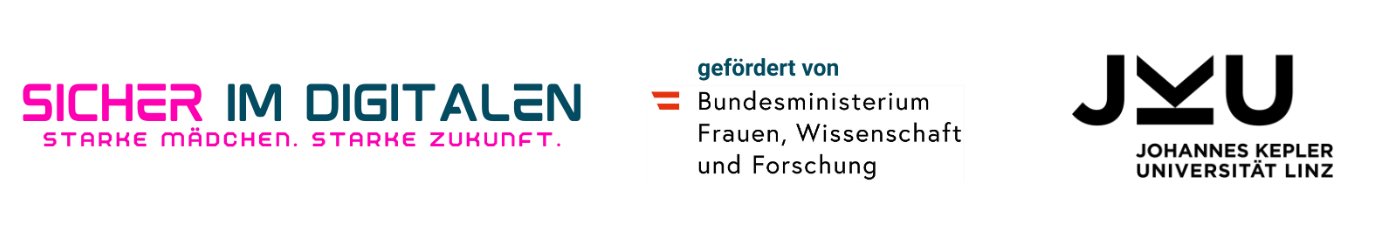 SICHER IM DIGITALEN
STARKE MÄDCHEN. STARKE ZUKUNFT.
gefördert von
Bundesministerium
Frauen, Wissenschaft
und Forschung
JKU
JOHANNES KEPLER
UNIVERSITÄT LINZ